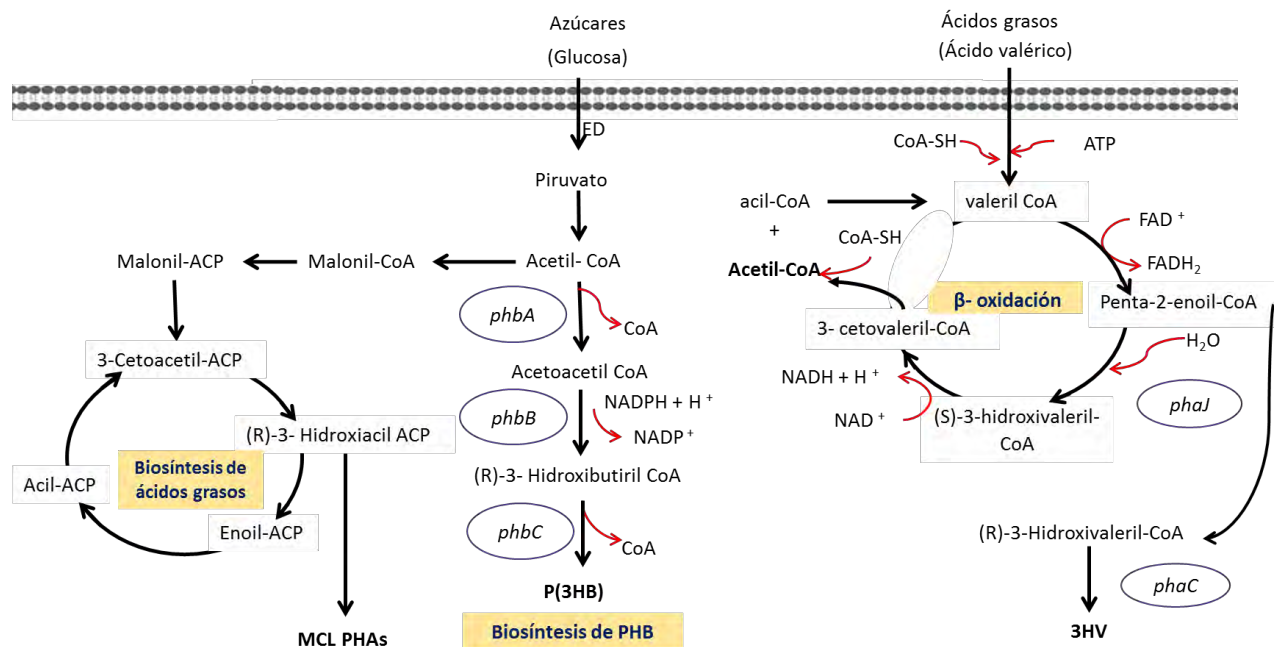 Azúcares
(Glucosa)
Ácidos grasos
(Ácido valérico)
ED
CoA-SH
ATP
Piruvato
acil-CoA
+
Acetil-CoA
CoA-SH
valeril CoA
FAD +
FADH2
Malonil-ACP
Malonil-CoA
Acetil- CoA
phbA
CoA
β- oxidación
Penta-2-enoil-CoA
3- cetovaleril-CoA
H2O
3-Cetoacetil-ACP
Acetoacetil CoA
NADH + H +
NAD +
(S)-3-hidroxivaleril-
CoA
phaJ
phbB
NADPH + H +
NADP +
(R)-3- Hidroxiacil ACP
Biosíntesis de
ácidos grasos
Acil-ACP
Enoil-ACP
(R)-3- Hidroxibutiril CoA
phbC
CoA
(R)-3-Hidroxivaleril-CoA
phaC
P(3HB)
Biosíntesis de PHB
MCL PHAs
3HV